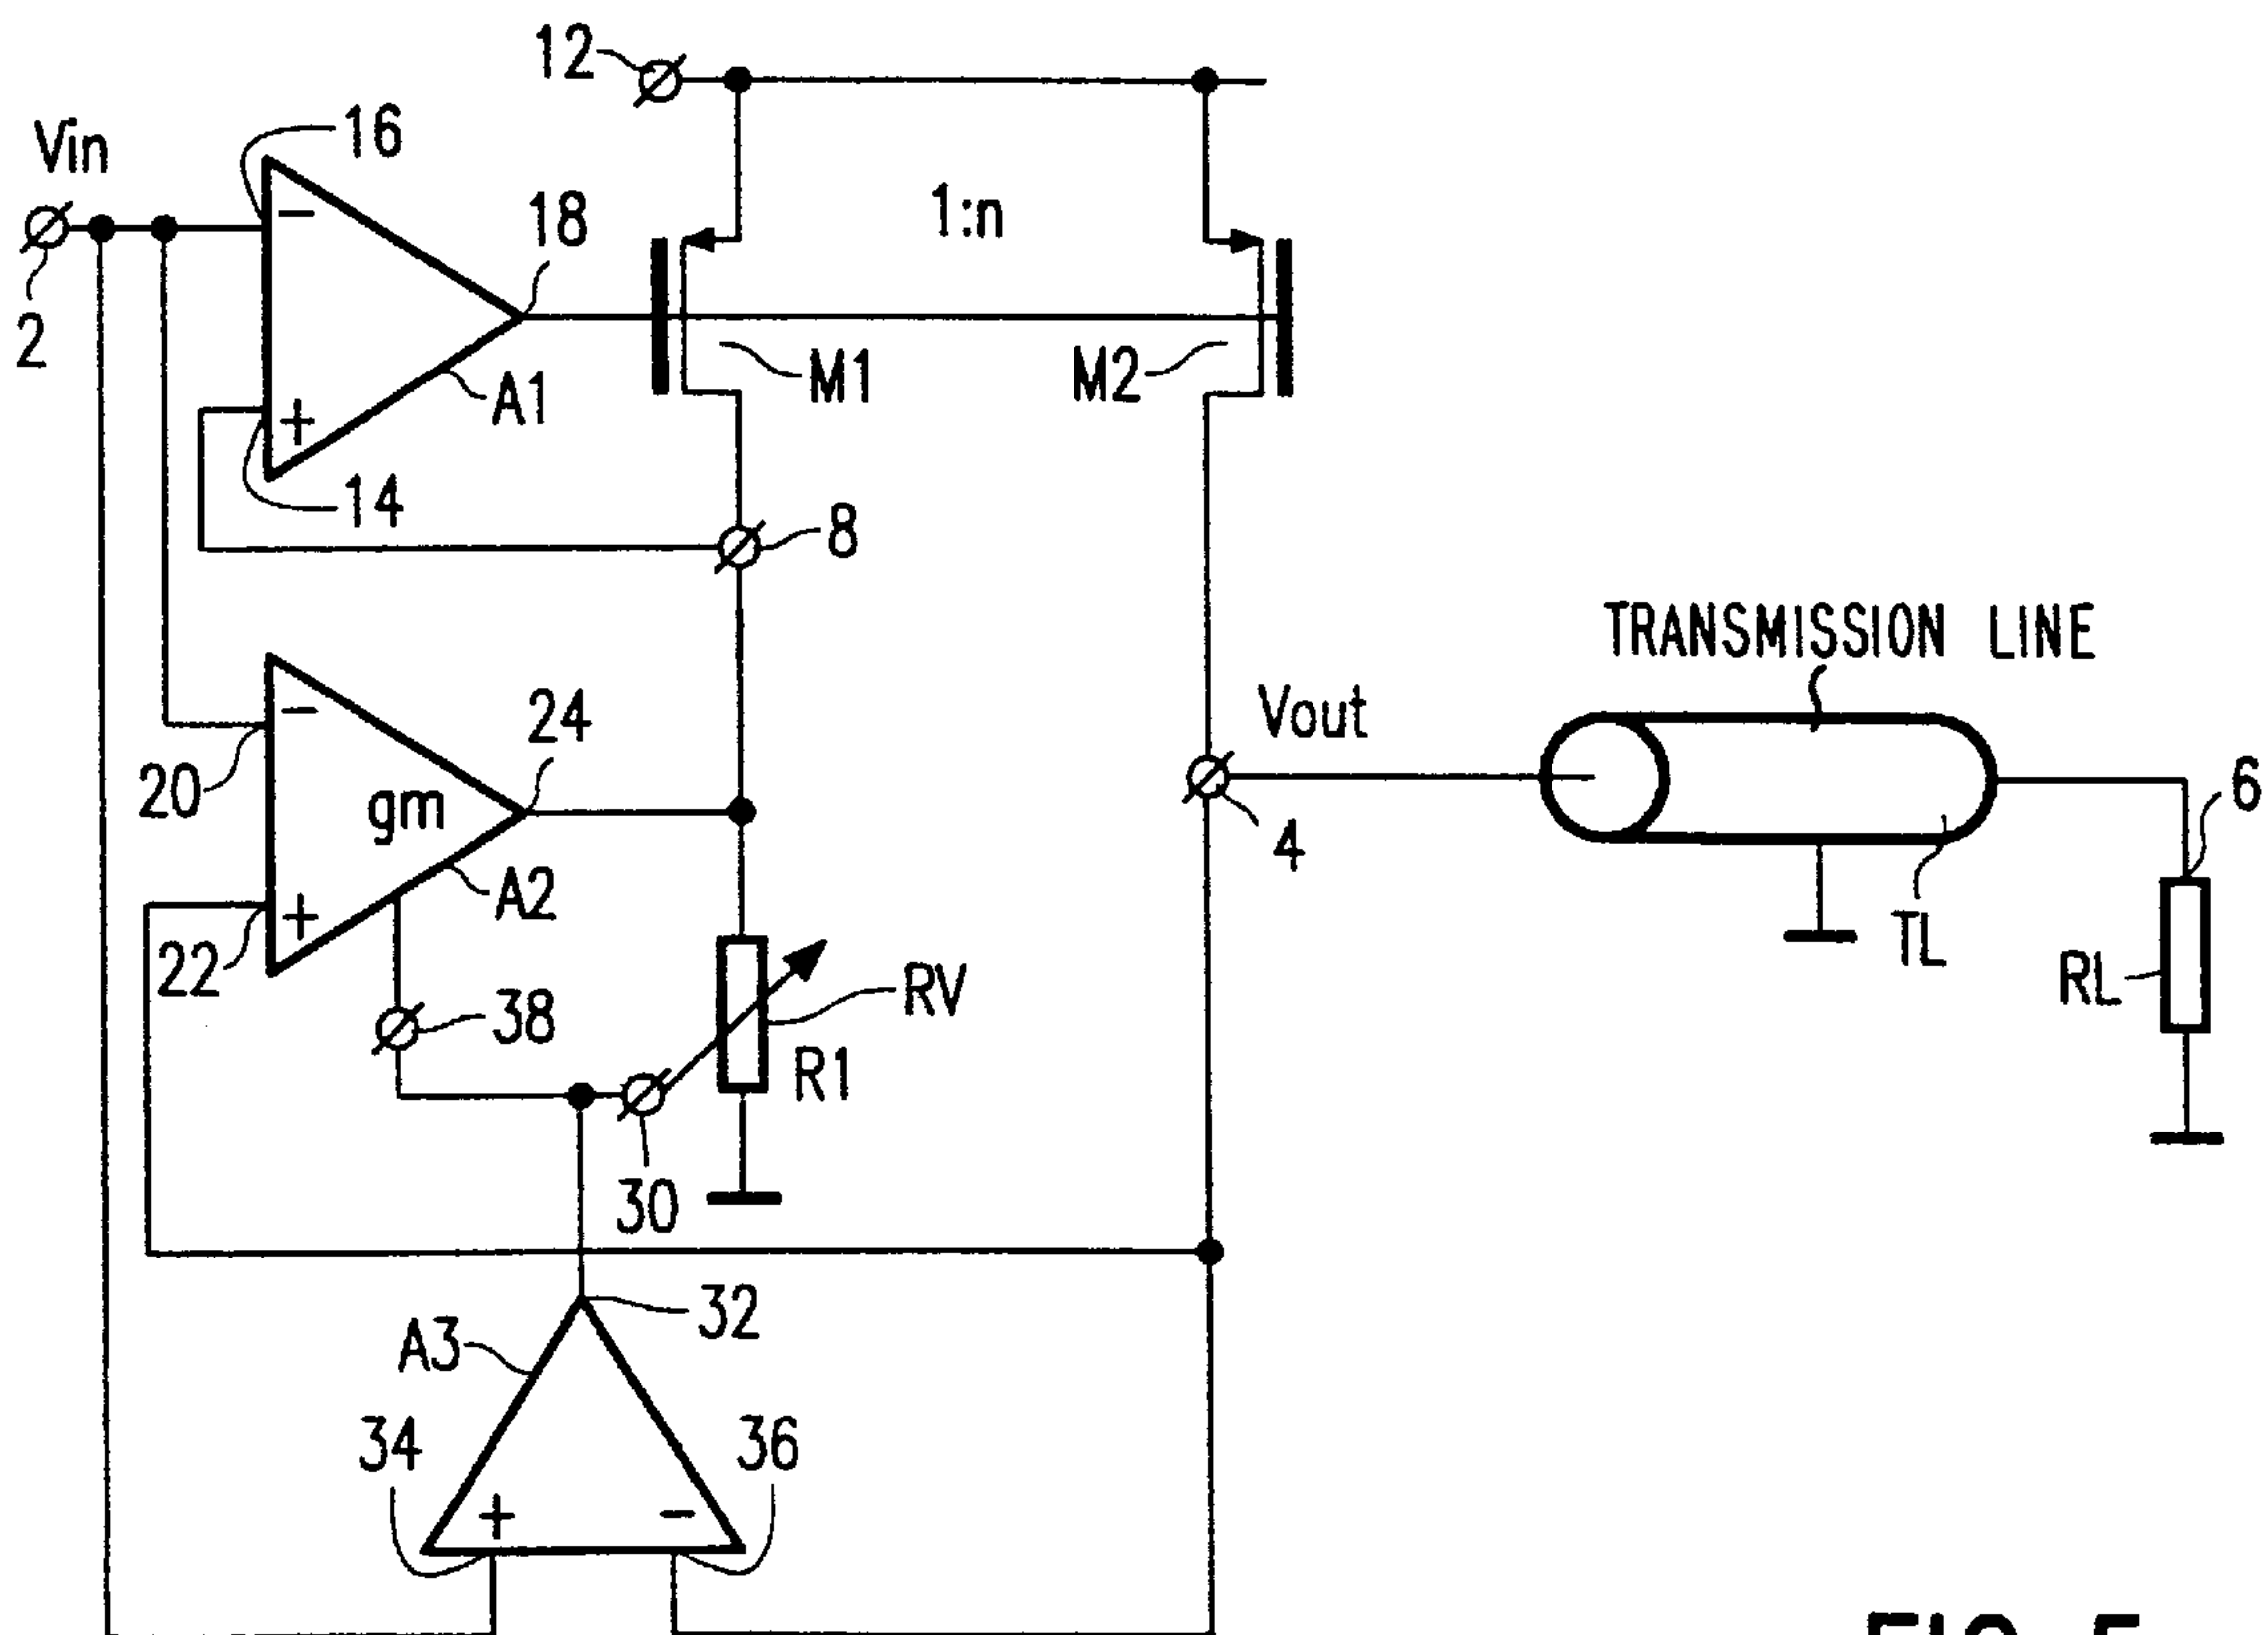 12
Vin
16
18
1:n
2
A1
M1
M2
14
8
TRANSMISSION LINE
24
Vout
20
gm
6
4
A2
22
TL
38
RV
RL
R1
30
32
A3
34
36
−
+
−
+
+
−